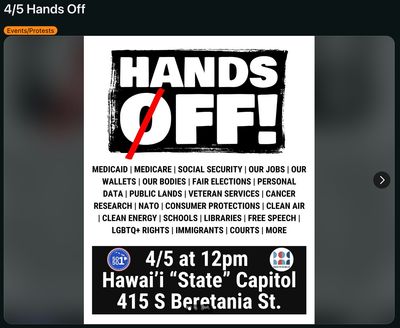 4/5 Hands Off
Events/Protests
HANDS
OFF!
MEDICAID | MEDICARE | SOCIAL SECURITY | OUR JOBS | OUR
WALLETS | OUR BODIES | FAIR ELECTIONS | PERSONAL
DATA | PUBLIC LANDS | VETERAN SERVICES | CANCER
RESEARCH | NATO | CONSUMER PROTECTIONS | CLEAN AIR
| CLEAN ENERGY | SCHOOLS | LIBRARIES | FREE SPEECH |
LGBTQ+ RIGHTS | IMMIGRANTS | COURTS | MORE
4/5 at 12pm
Hawai’i “State” Capitol
415 S Beretania St.